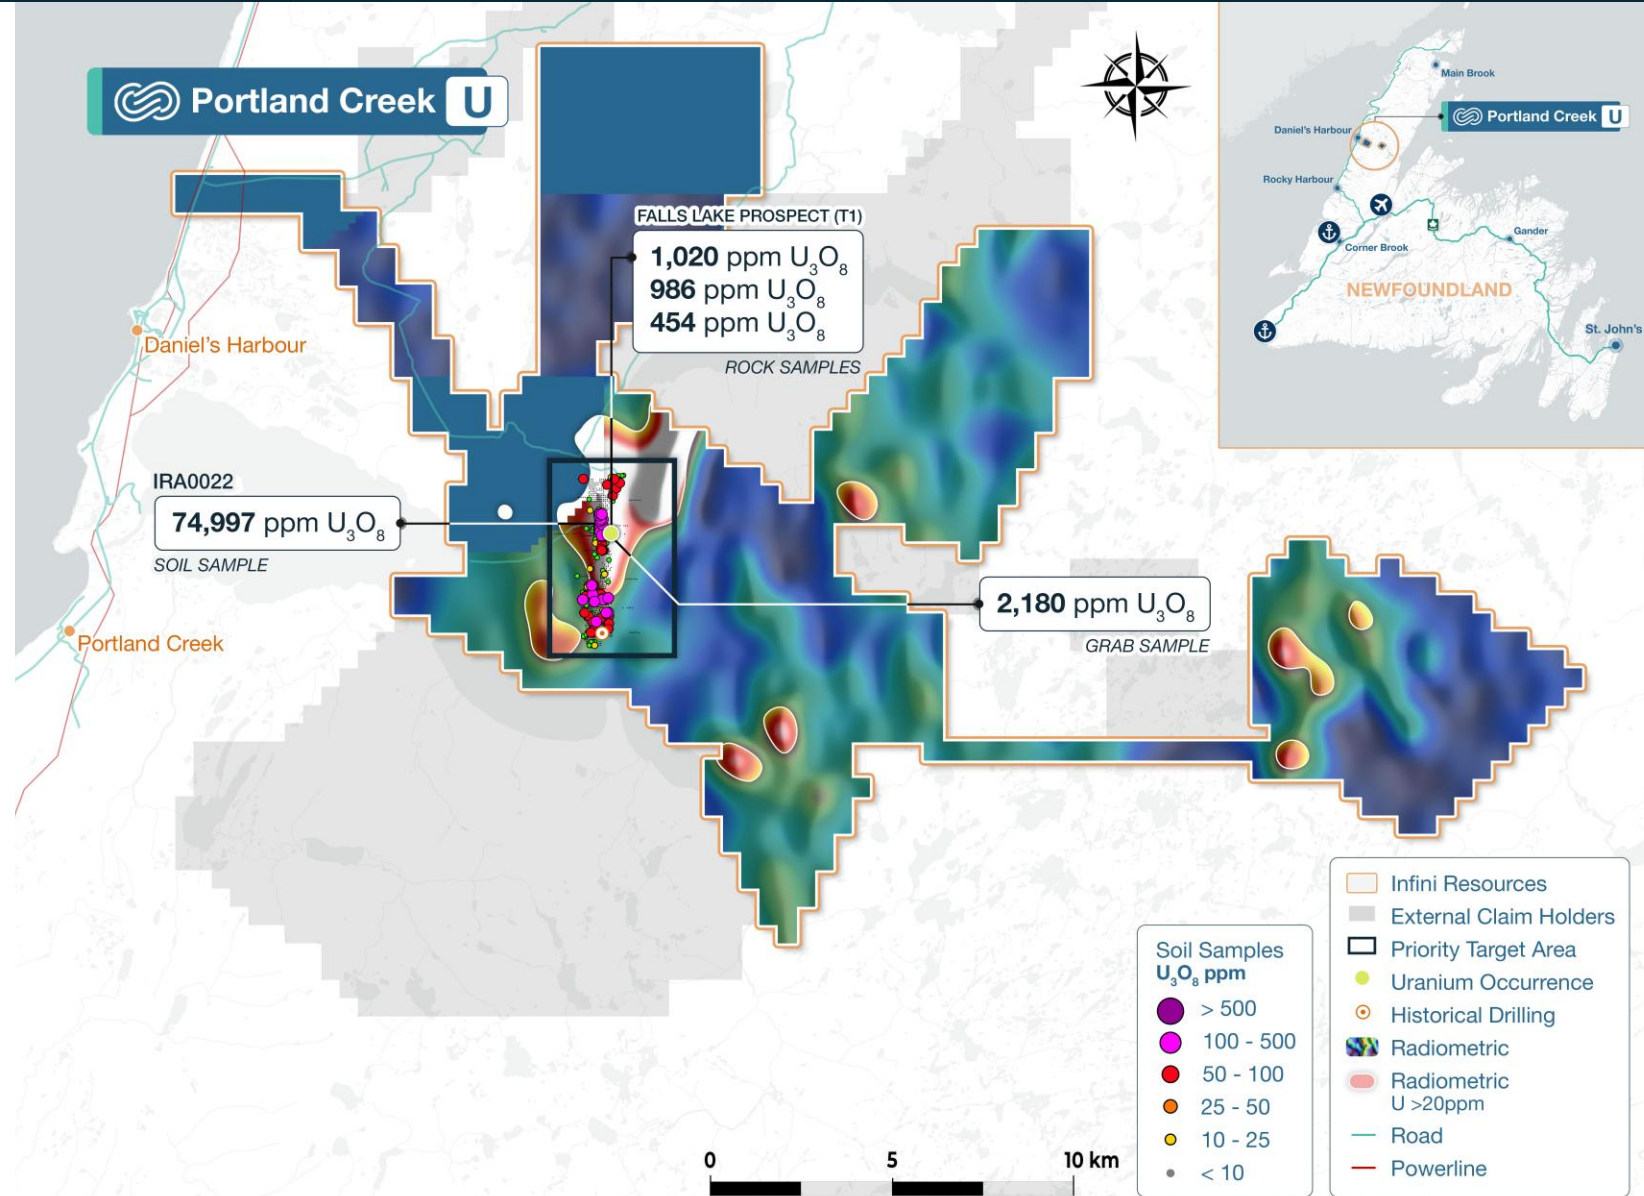 Portland Creek U
Main Brook
Portland Creek U
Daniel's Harbour
Rocky Harbour
Gander
Corner Brook
NEWFOUNDLAND
St. John's
FALLS LAKE PROSPECT (T1)
1,020 ppm U₃O₈
986 ppm U₃O₈
454 ppm U₃O₈
ROCK SAMPLES
Daniel's Harbour
IRA0022
74,997 ppm U₃O₈
SOIL SAMPLE
2,180 ppm U₃O₈
GRAB SAMPLE
Portland Creek
Soil Samples
U₃O₈ ppm
> 500
100 - 500
50 - 100
25 - 50
10 - 25
< 10
Infini Resources
External Claim Holders
Priority Target Area
Uranium Occurrence
Historical Drilling
Radiometric
Radiometric
U >20ppm
Road
Powerline
0 5 10 km